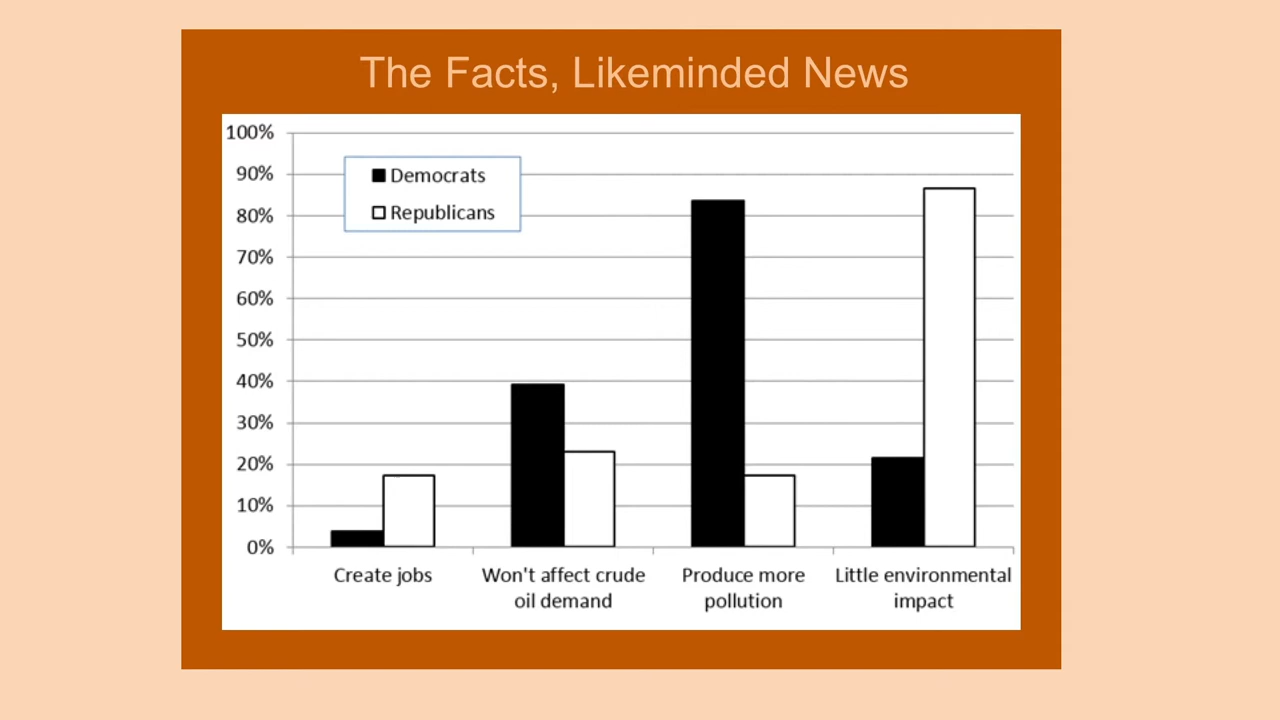 The Facts, Likeminded News
100%
90%
80%
70%
60%
50%
40%
30%
20%
10%
0%
Democrats
Republicans
Create jobs
Won't affect crude
oil demand
Produce more
pollution
Little environmental
impact